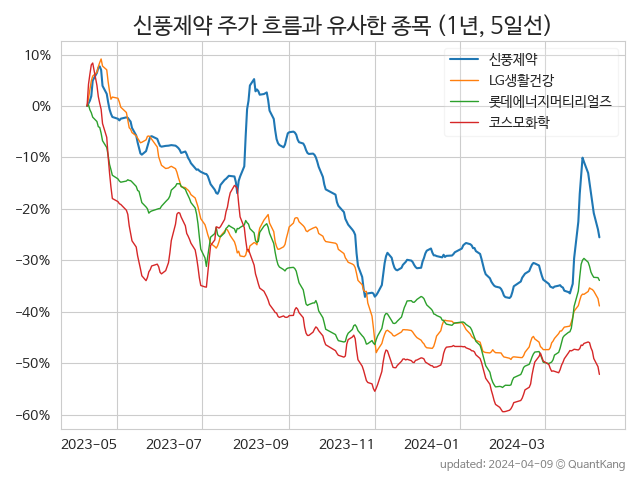 신풍제약 주가 흐름과 유사한 종목 (1년, 5일선)
신풍제약
LG생활건강
롯데에너지머티리얼즈
코스모화학
10%
0%
−10%
−20%
−30%
−40%
−50%
−60%
2023-05 2023-07 2023-09 2023-11 2024-01 2024-03
updated: 2024-04-09 © QuantKang